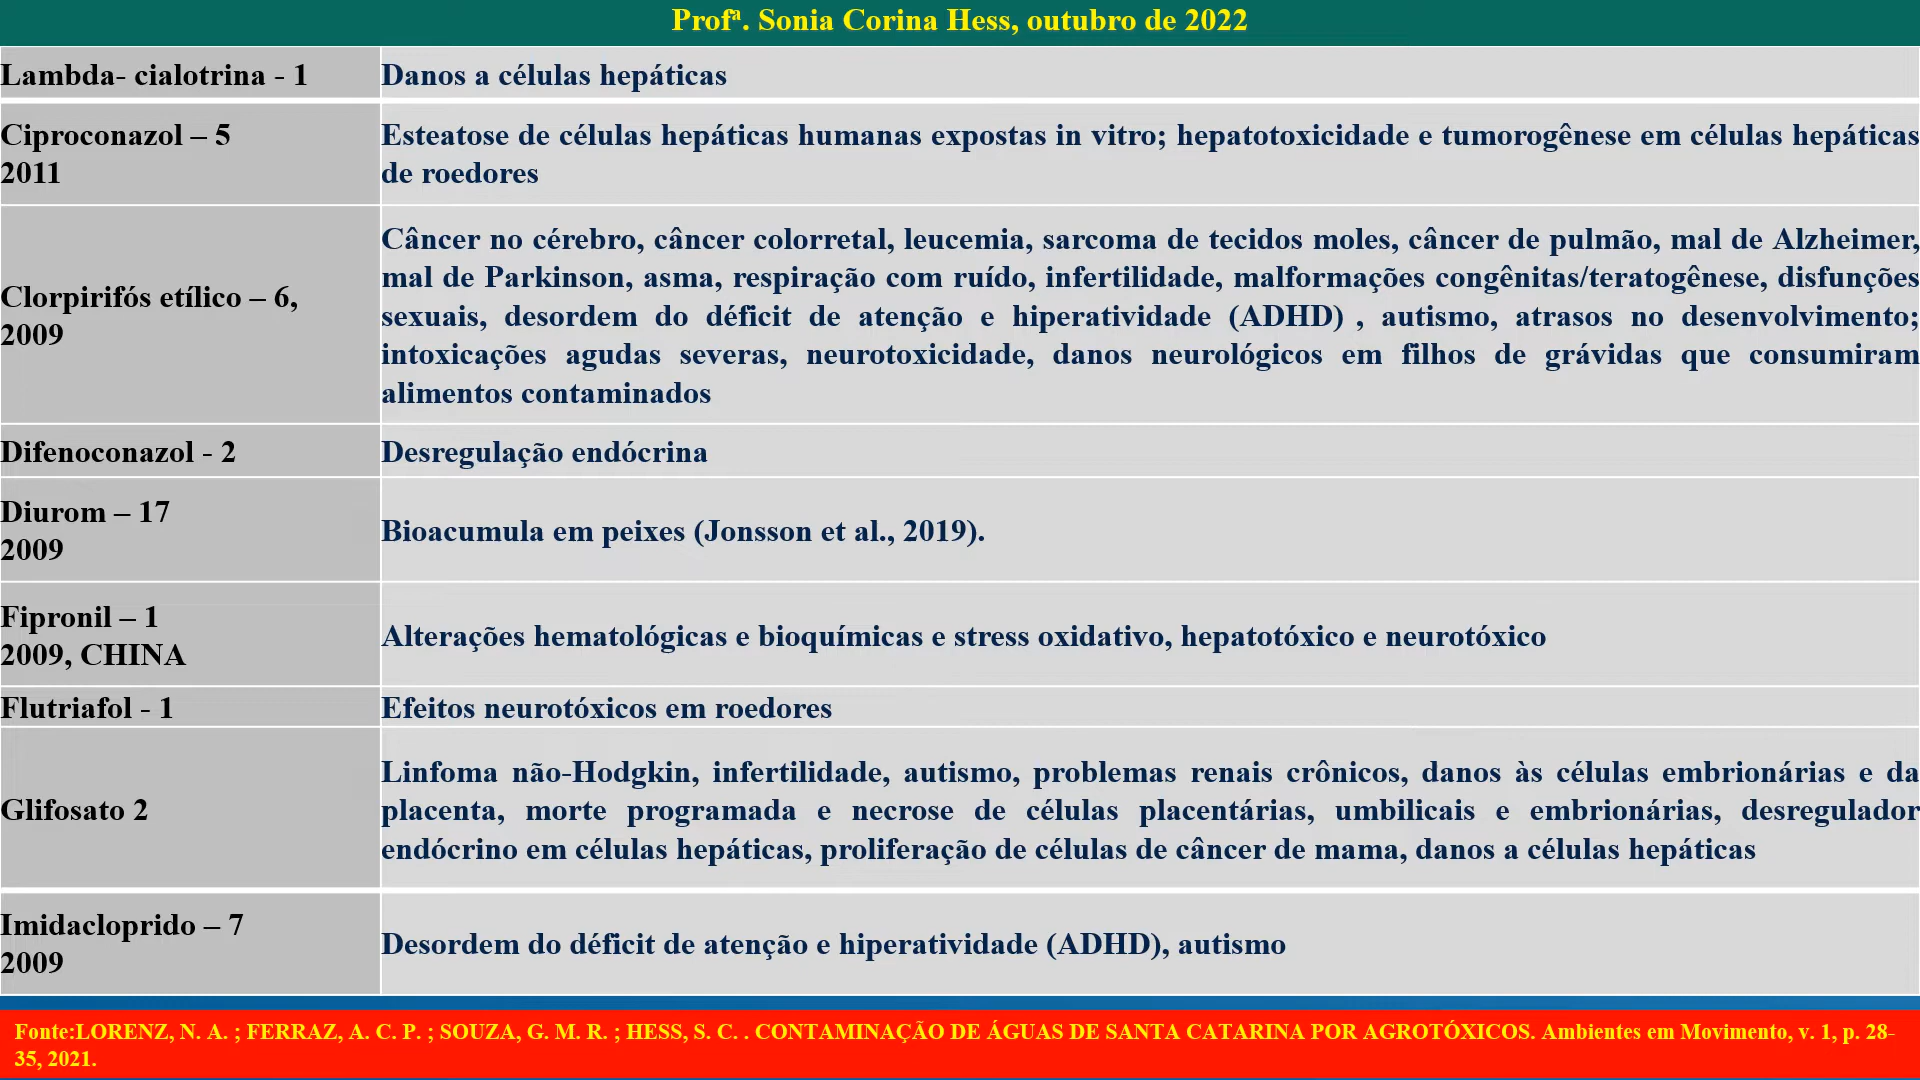 Profª. Sonia Corina Hess, outubro de 2022
Lambda- cialotrina - 1
Danos a células hepáticas
Ciproconazol – 5
2011
Esteatose de células hepáticas humanas expostas in vitro; hepatotoxicidade e tumorogênese em células hepáticas
de roedores
Clorpirifós etílico – 6,
2009
Câncer no cérebro, câncer colorretal, leucemia, sarcoma de tecidos moles, câncer de pulmão, mal de Alzheimer,
mal de Parkinson, asma, respiração com ruído, infertilidade, malformações congênitas/teratogênese, disfunções
sexuais, desordem do déficit de atenção e hiperatividade (ADHD) , autismo, atrasos no desenvolvimento;
intoxicações agudas severas, neurotoxicidade, danos neurológicos em filhos de grávidas que consumiram
alimentos contaminados
Difenoconazol - 2
Desregulação endócrina
Diurom – 17
2009
Bioacumula em peixes (Jonsson et al., 2019).
Fipronil – 1
2009, CHINA
Alterações hematológicas e bioquímicas e stress oxidativo, hepatotóxico e neurotóxico
Flutriafol - 1
Efeitos neurotóxicos em roedores
Glifosato 2
Linfoma não-Hodgkin, infertilidade, autismo, problemas renais crônicos, danos às células embrionárias e da
placenta, morte programada e necrose de células placentárias, umbilicais e embrionárias, desregulador
endócrino em células hepáticas, proliferação de células de câncer de mama, danos a células hepáticas
Imidacloprido – 7
2009
Desordem do déficit de atenção e hiperatividade (ADHD), autismo
Fonte:LORENZ, N. A. ; FERRAZ, A. C. P. ; SOUZA, G. M. R. ; HESS, S. C. . CONTAMINAÇÃO DE ÁGUAS DE SANTA CATARINA POR AGROTÓXICOS. Ambientes em Movimento, v. 1, p. 28-
35, 2021.